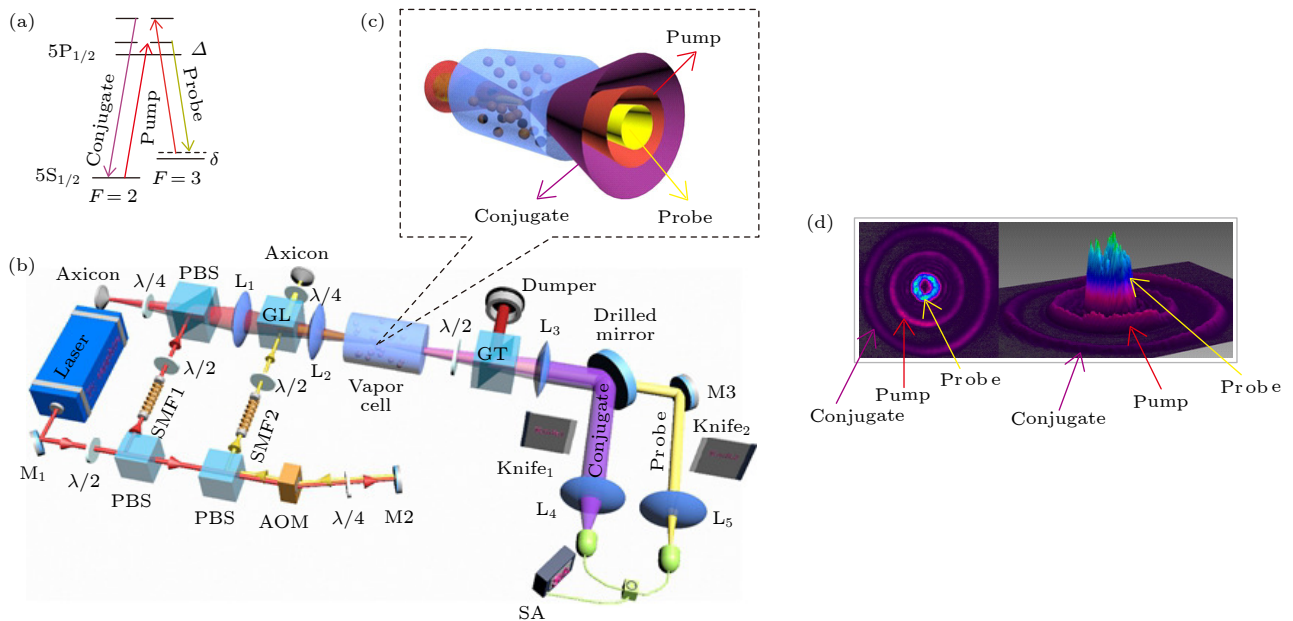 (a)
5P1/2
Δ
Conjugate
Pump
Probe
δ
5S1/2
F=2
F=3
(c)
Pump
Conjugate
Probe
(b)
Axicon
λ/4
PBS
L1
Axicon
GL
λ/4
L2
Vapor
cell
λ/2
GT
Dumper
L3
Drilled
mirror
M3
Laser
λ/2
SMF1
λ/2
SMF2
M1
λ/2
PBS
PBS
AOM
λ/4
M2
Knife1
Conjugate
Probe
Knife2
L4
L5
SA
(d)
Probe
Pump
Conjugate
Probe
Pump
Conjugate